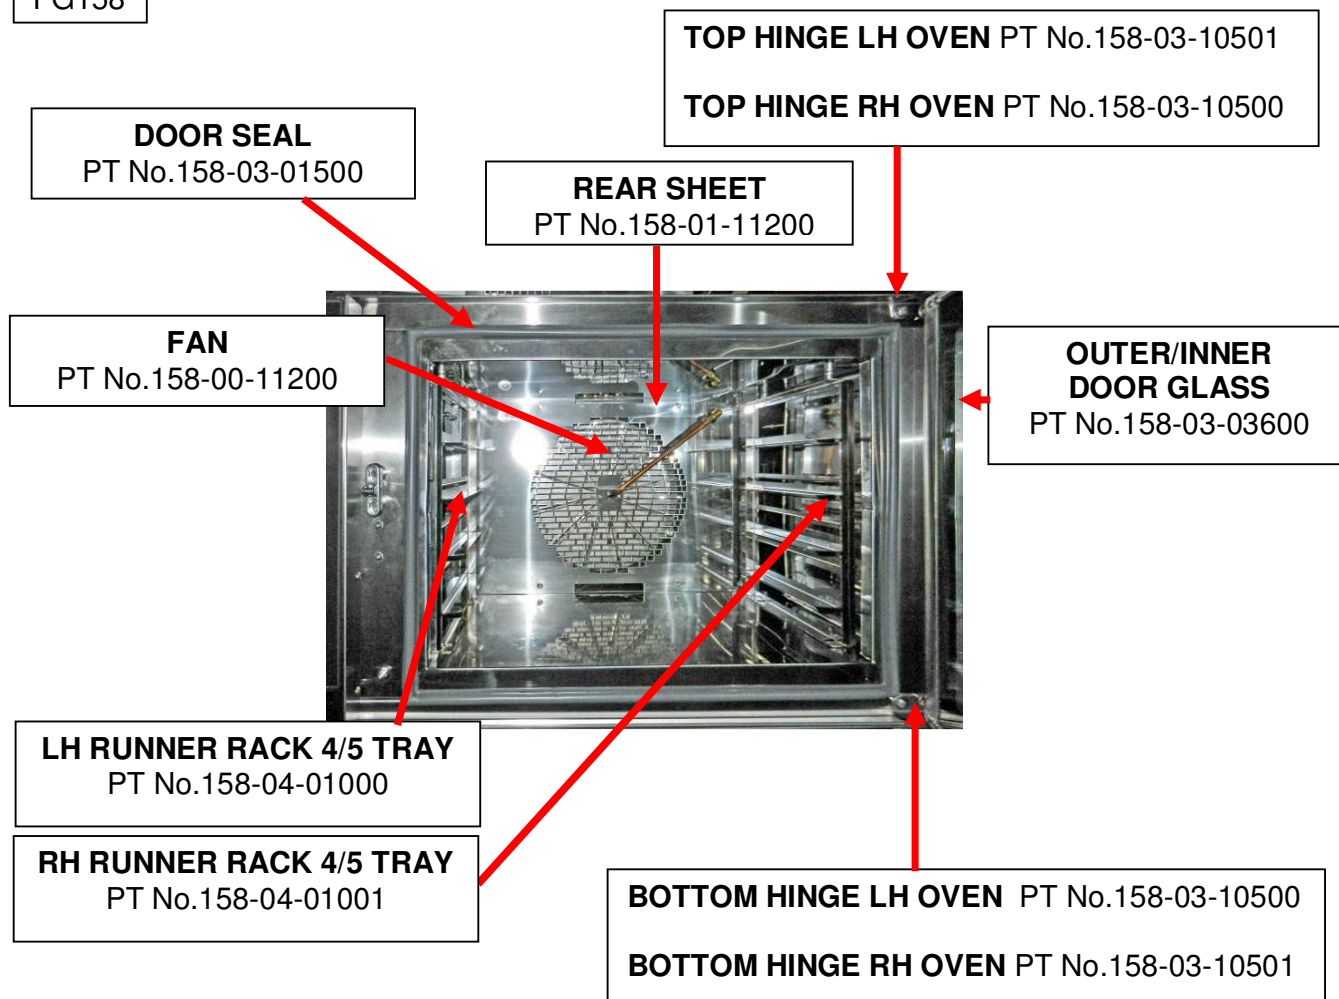 TOP HINGE LH OVEN PT No.158-03-10501
TOP HINGE RH OVEN PT No.158-03-10500
DOOR SEAL
PT No.158-03-01500
REAR SHEET
PT No.158-01-11200
FAN
PT No.158-00-11200
OUTER/INNER
DOOR GLASS
PT No.158-03-03600
LH RUNNER RACK 4/5 TRAY
PT No.158-04-01000
RH RUNNER RACK 4/5 TRAY
PT No.158-04-01001
BOTTOM HINGE LH OVEN PT No.158-03-10500
BOTTOM HINGE RH OVEN PT No.158-03-10501